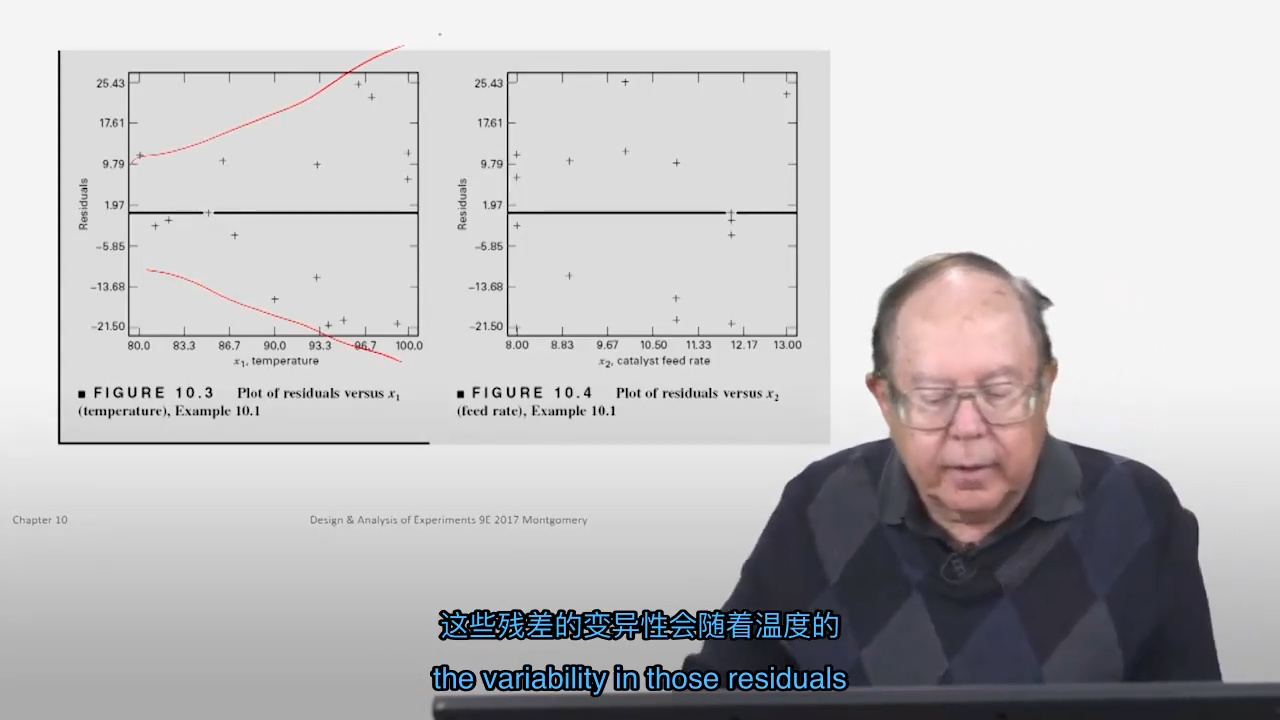 25.43
17.61
9.79
1.97
−5.85
−13.68
−21.50
Residuals
80.0 83.3 86.7 90.0 93.3 96.7 100.0
x1, temperature
■ FIGURE 10.3 Plot of residuals versus x1
(temperature), Example 10.1
25.43
17.61
9.79
1.97
−5.85
−13.68
−21.50
Residuals
8.00 8.83 9.67 10.50 11.33 12.17 13.00
x2, catalyst feed rate
■ FIGURE 10.4 Plot of residuals versus x2
(feed rate), Example 10.1
Chapter 10
Design & Analysis of Experiments 9E 2017 Montgomery
这些残差的变异性会随着温度的
the variability in those residuals